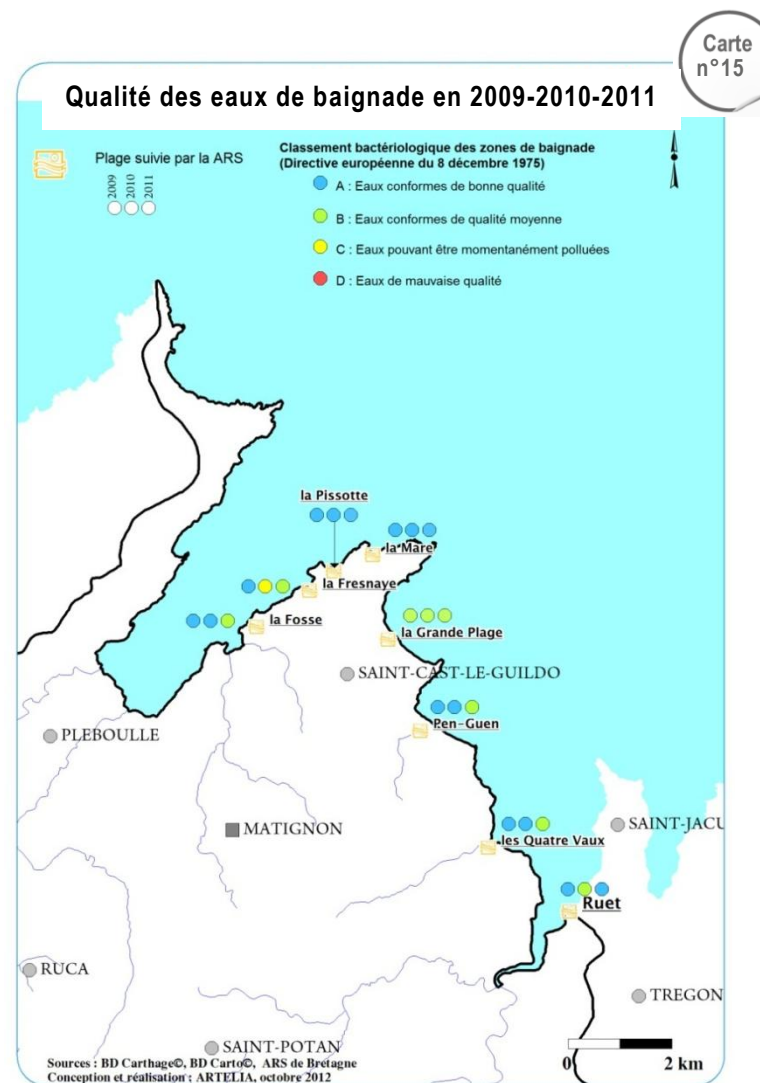 Carte
n°15
Qualité des eaux de baignade en 2009-2010-2011
Plage suivie par la ARS
2009
2010
2011
Classement bactériologique des zones de baignade
(Directive européenne du 8 décembre 1975)
A : Eaux conformes de bonne qualité
B : Eaux conformes de qualité moyenne
C : Eaux pouvant être momentanément polluées
D : Eaux de mauvaise qualité
la Pissotte
la Mare
la Fresnaye
la Fosse
la Grande Plage
SAINT-CAST-LE-GUILDO
Pen-Guen
PLEBOULLE
MATIGNON
les Quatre Vaux
SAINT-JACU
Ruet
RUCA
TREGON
SAINT-POTAN
0 2 km
Sources : BD Carthage©, BD Carto©, ARS de Bretagne
Conception et réalisation : ARTELIA, octobre 2012